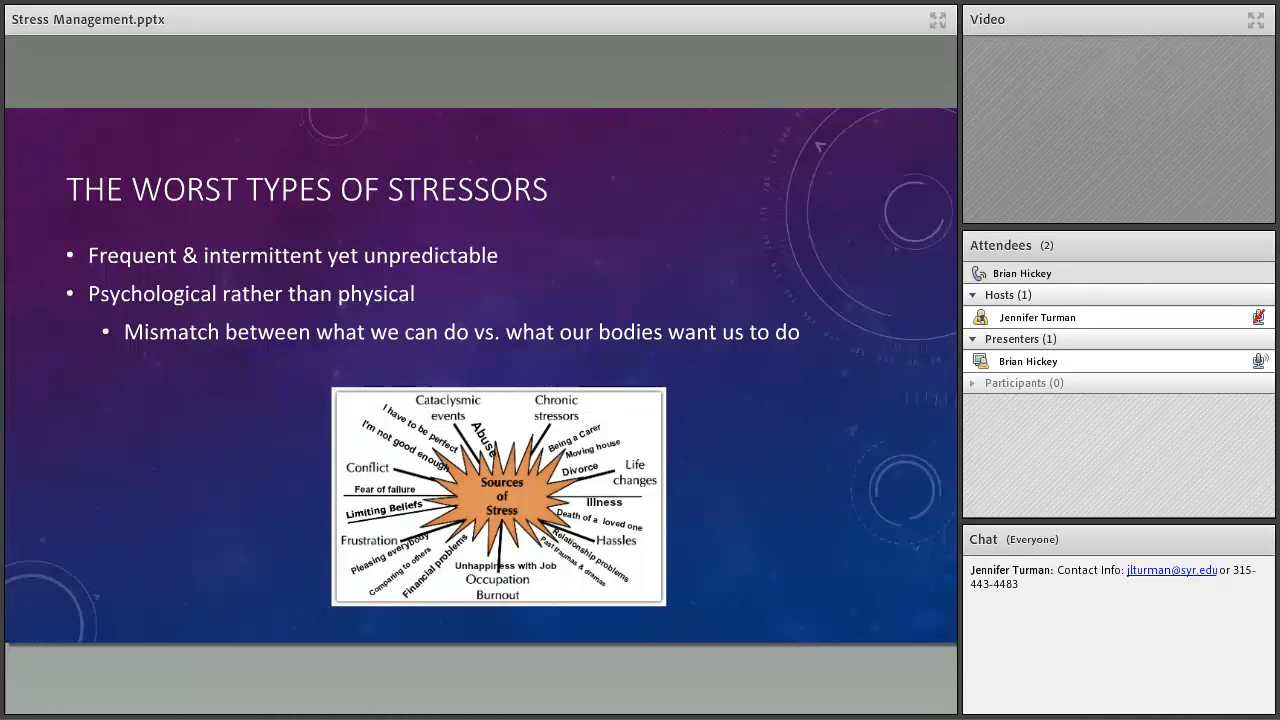 Stress Management.pptx
THE WORST TYPES OF STRESSORS
• Frequent & intermittent yet unpredictable
• Psychological rather than physical
• Mismatch between what we can do vs. what our bodies want us to do
Cataclysmic
events
Chronic
stressors
I have to be perfect
Abuse
Being a Carer
I'm not good enough
Moving house
Conflict
Divorce
Life
changes
Fear of failure
Sources
of
Stress
Illness
Limiting Beliefs
Death of a loved one
Frustration
Hassles
Pleasing everybody
Relationship problems
Comparing to others
Past traumas & dramas
Financial problems
Unhappiness with Job
Occupation
Burnout
Video
Attendees (2)
Brian Hickey
Hosts (1)
Jennifer Turman
Presenters (1)
Brian Hickey
Participants (0)
Chat (Everyone)
Jennifer Turman: Contact Info: jlturman@syr.edu or 315-
443-4483